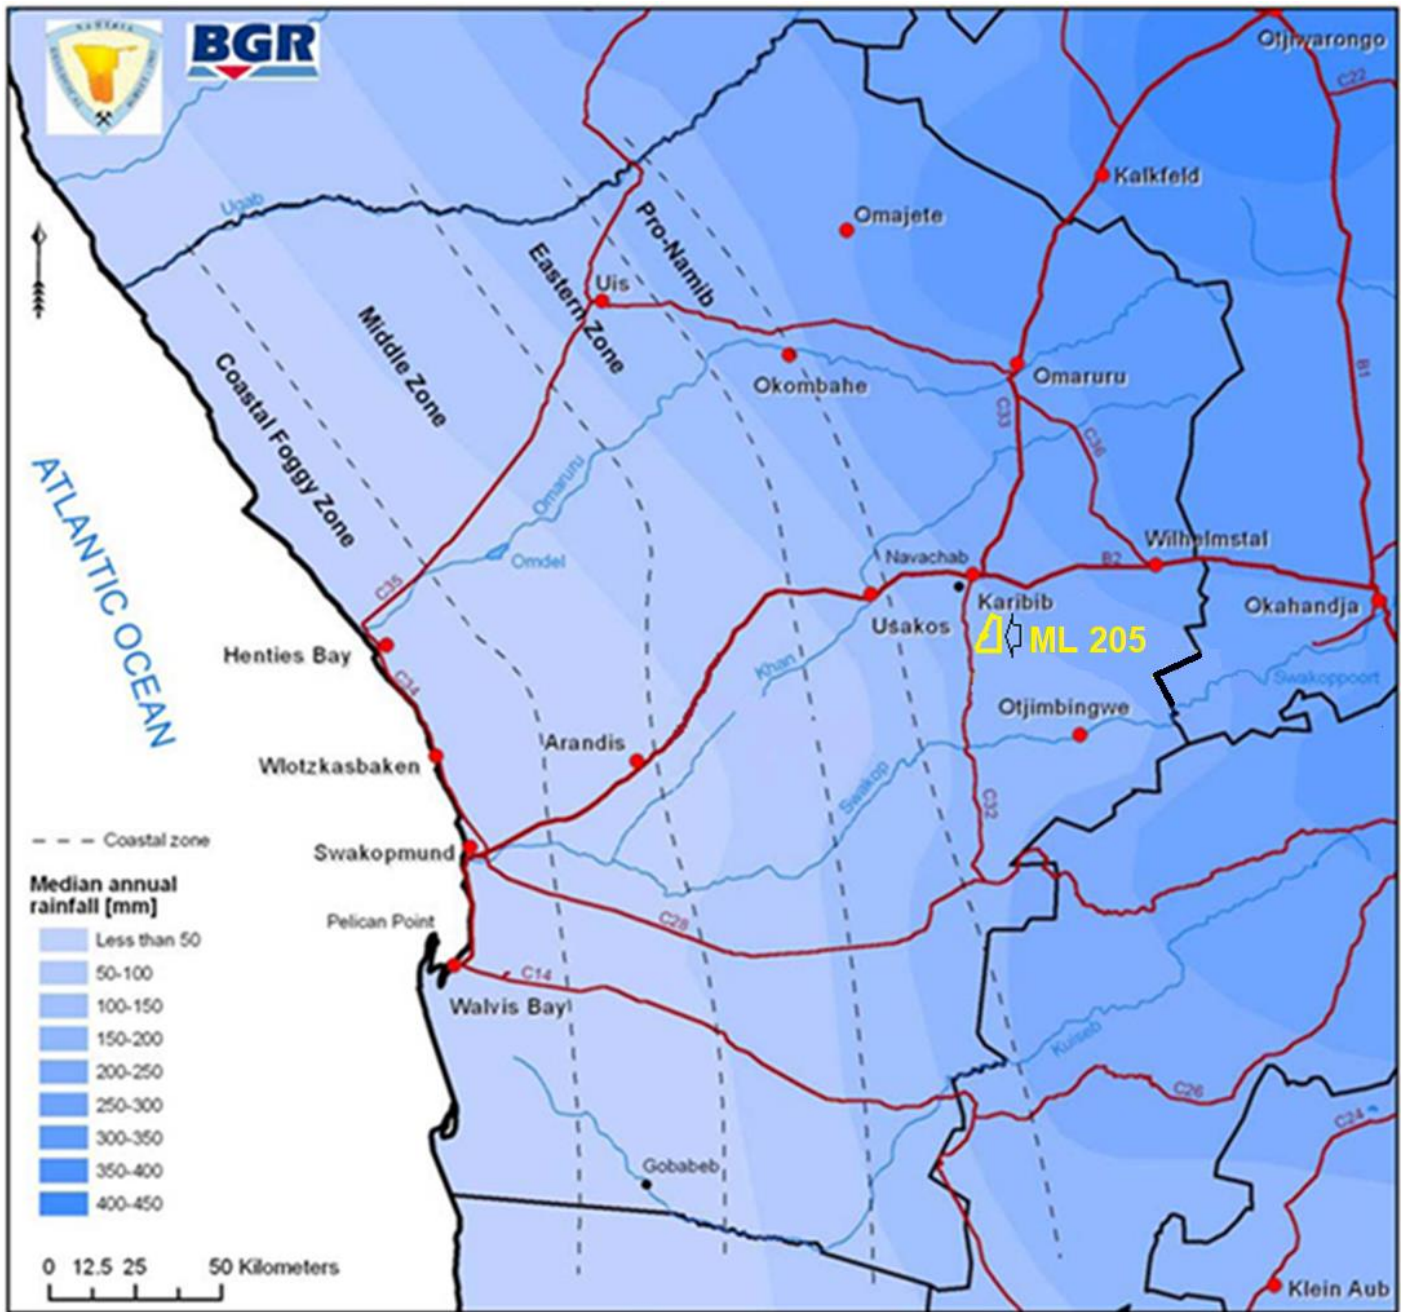 NAMIBIA
BGR
Otjiwarongo
C22
Kalkfeld
Ugab
Omajete
Pro-Namib
Eastern Zone
Uis
Middle Zone
Coastal Foggy Zone
B1
Okombahe
Omaruru
C33
C36
ATLANTIC OCEAN
Omaruru
Omdel
Navachab
B2
Wilhelmstal
C35
Karibib
Okahandja
Usakos
ML 205
Henties Bay
Khan
C34
Swakoppoort
Otjimbingwe
Arandis
Wlotzkasbaken
Swakop
C32
Coastal zone
Swakopmund
Median annual
rainfall [mm]
Pelican Point
C28
Less than 50
50-100
C14
100-150
Walvis Bay
150-200
Kuiseb
200-250
C26
250-300
C24
300-350
350-400
Gobabeb
400-450
0 12.5 25 50 Kilometers
Klein Aub